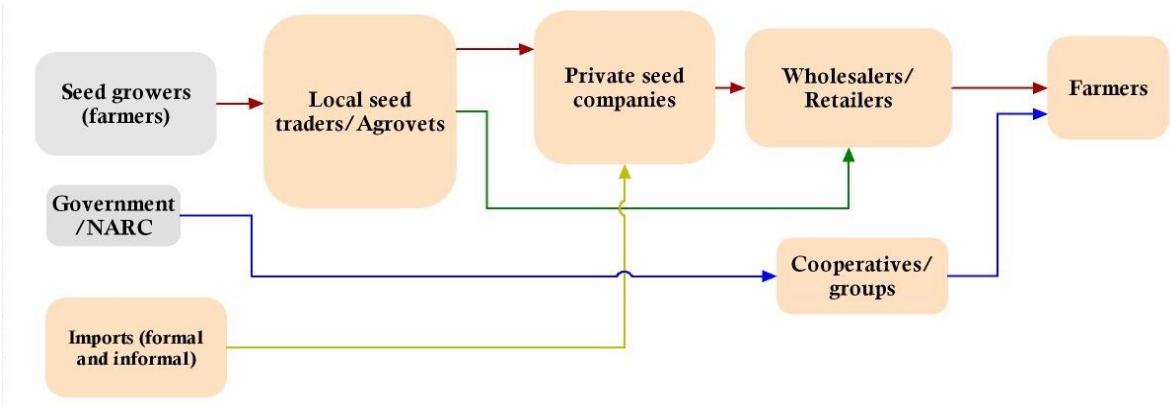 Seed growers
(farmers)
Local seed
traders/Agrovets
Private seed
companies
Wholesalers/
Retailers
Farmers
Government
/NARC
Cooperatives/
groups
Imports (formal
and informal)